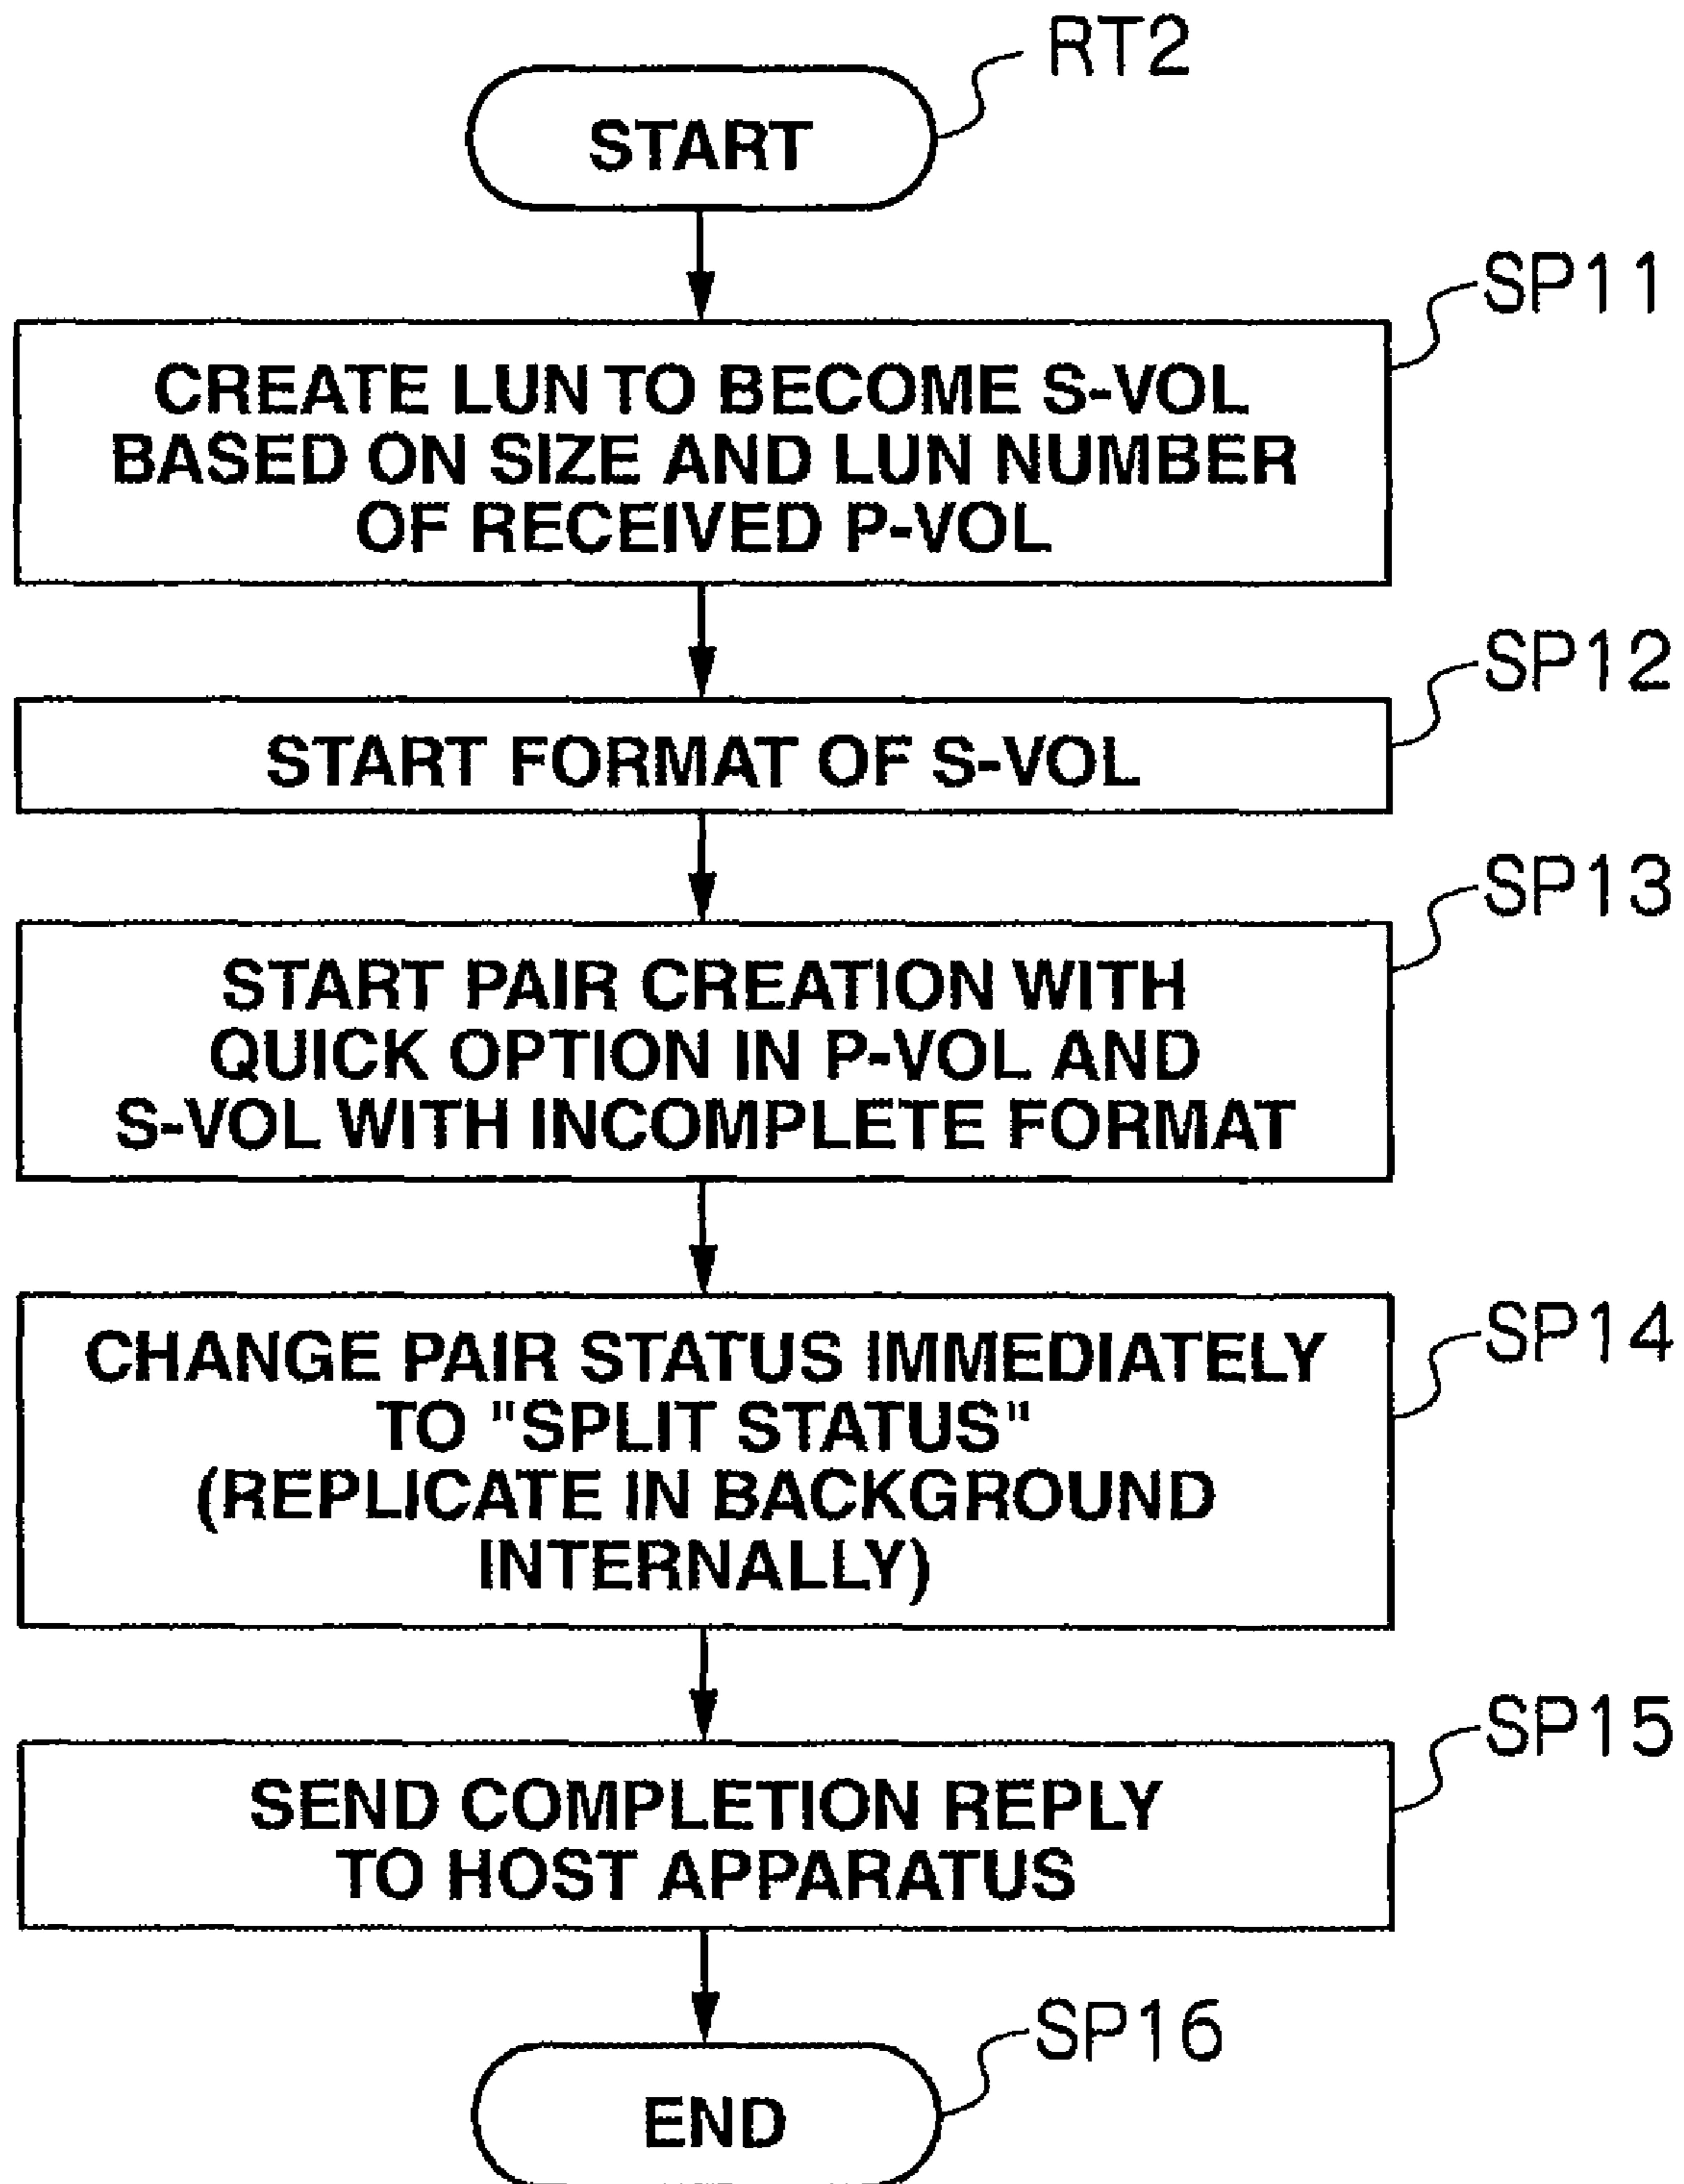 RT2
START
SP11
CREATE LUN TO BECOME S-VOL
BASED ON SIZE AND LUN NUMBER
OF RECEIVED P-VOL
SP12
START FORMAT OF S-VOL
SP13
START PAIR CREATION WITH
QUICK OPTION IN P-VOL AND
S-VOL WITH INCOMPLETE FORMAT
SP14
CHANGE PAIR STATUS IMMEDIATELY
TO "SPLIT STATUS"
(REPLICATE IN BACKGROUND
INTERNALLY)
SP15
SEND COMPLETION REPLY
TO HOST APPARATUS
SP16
END